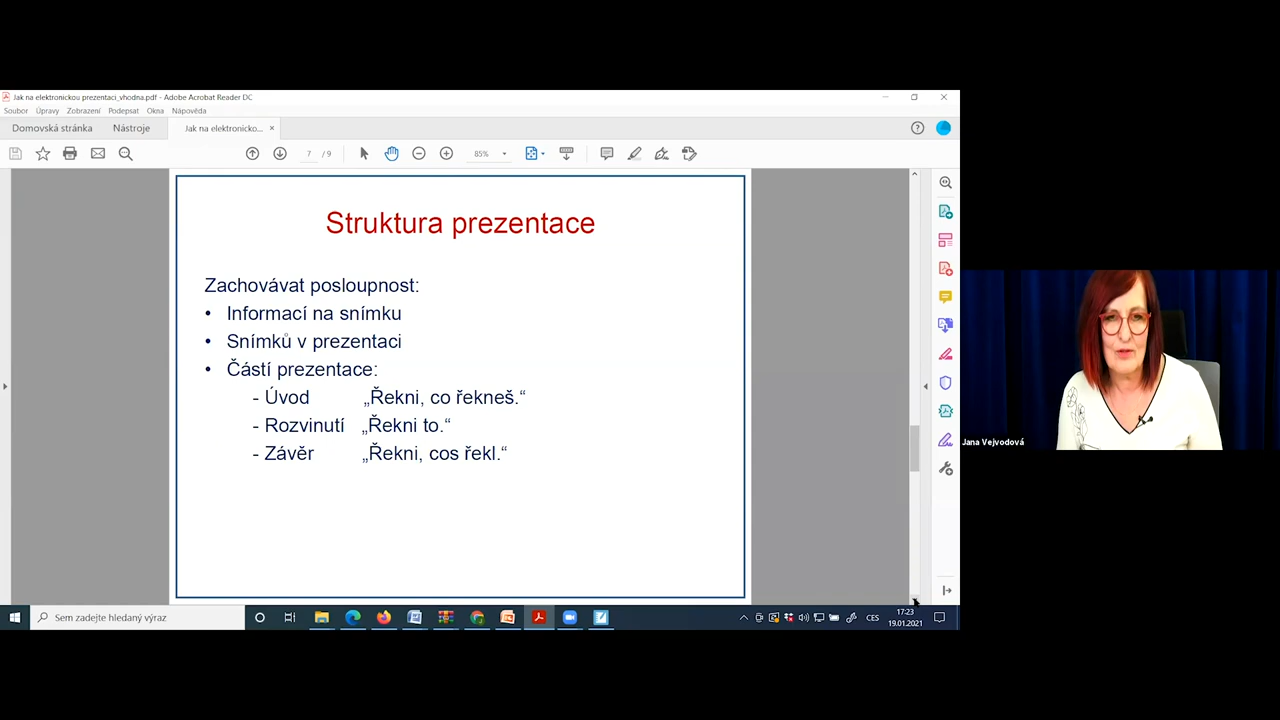 Jak na elektronickou prezentaci_vhodna.pdf - Adobe Acrobat Reader DC
Soubor Úpravy Zobrazení Podepsat Okna Nápověda
Domovská stránka Nástroje Jak na elektronicko... ×
7 / 9 85%
Struktura prezentace
Zachovávat posloupnost:
• Informací na snímku
• Snímků v prezentaci
• Částí prezentace:
- Úvod „Řekni, co řekneš.“
- Rozvinutí „Řekni to.“
- Závěr „Řekni, cos řekl.“
Jana Vejvodová
Sem zadejte hledaný výraz
CES
17:23
19.01.2021